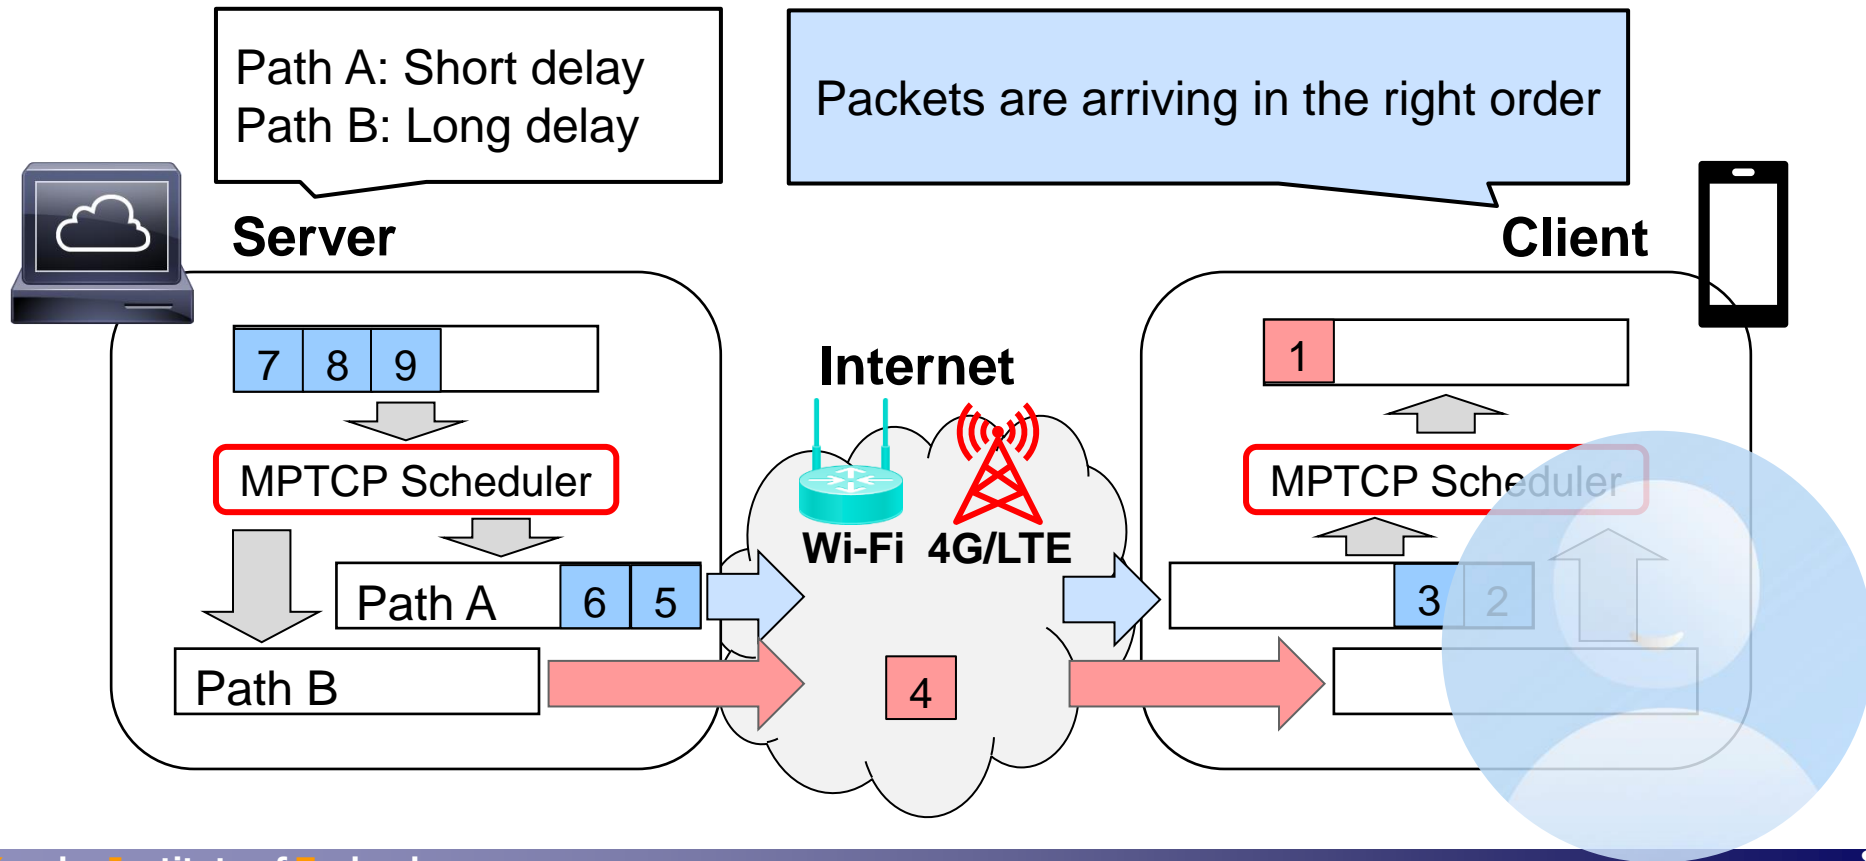 Path A: Short delay
Path B: Long delay
Packets are arriving in the right order
Server
Client
7 8 9
1
Internet
MPTCP Scheduler
MPTCP Scheduler
Wi-Fi 4G/LTE
Path A 6 5
3 2
Path B
4